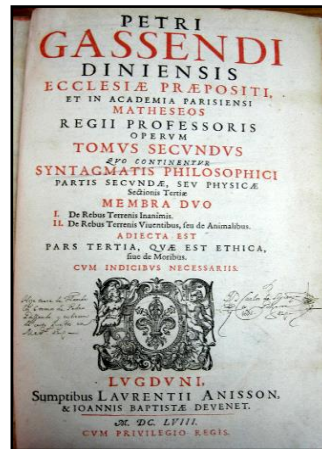 PETRI
GASSENDI
DINIENSIS
ECCLESIÆ PRÆPOSITI,
ET IN ACADEMIA PARISIENSI
MATHESEOS
REGII PROFESSORIS
OPERVM
TOMVS SECVNDVS
QVO CONTINENTVR
SYNTAGMATIS PHILOSOPHICI
PARTIS SECVNDÆ, SEV PHYSICÆ
Sectionis Tertiæ
MEMBRA DVO
I. De Rebus Terrenis Inanimis.
II. De Rebus Terrenis Viuentibus, seu de Animalibus.
ADIECTA EST
PARS TERTIA, QVÆ EST ETHICA,
siue de Moribus.
CVM INDICIBVS NECESSARIIS.
LVGDVNI,
Sumptibus LAVRENTII ANISSON,
& IOANNIS BAPTISTÆ DEVENET.
M. DC. LVIII.
CVM PRIVILEGIO REGIS.